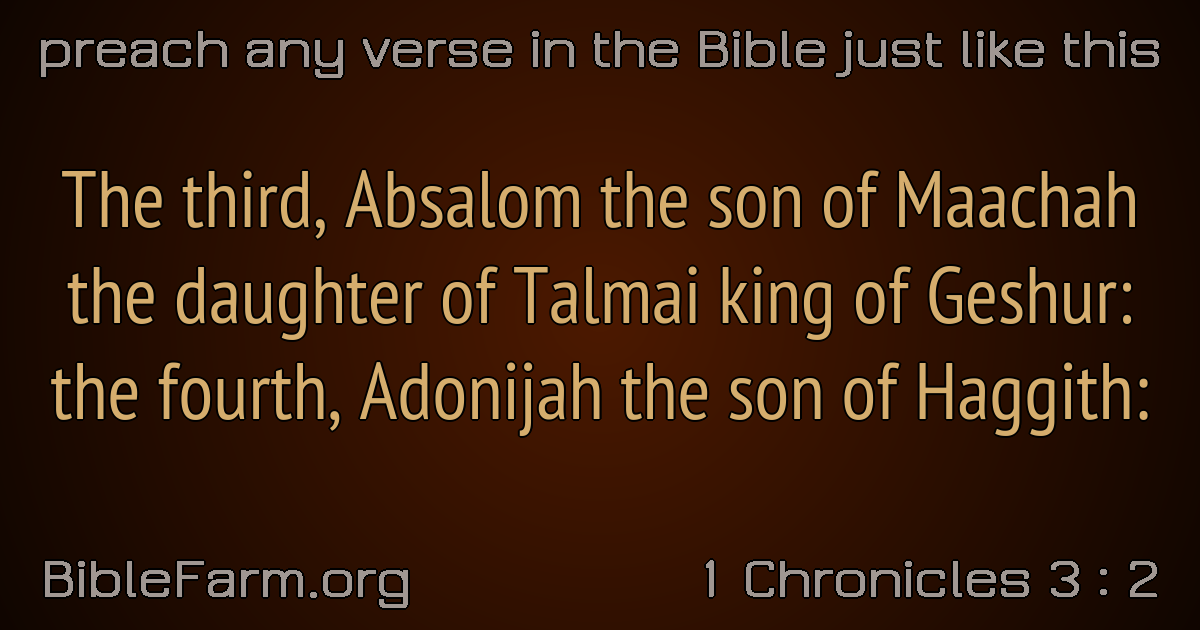 preach any verse in the Bible just like this
The third, Absalom the son of Maachah
the daughter of Talmai king of Geshur:
the fourth, Adonijah the son of Haggith:
BibleFarm.org
1 Chronicles 3 : 2